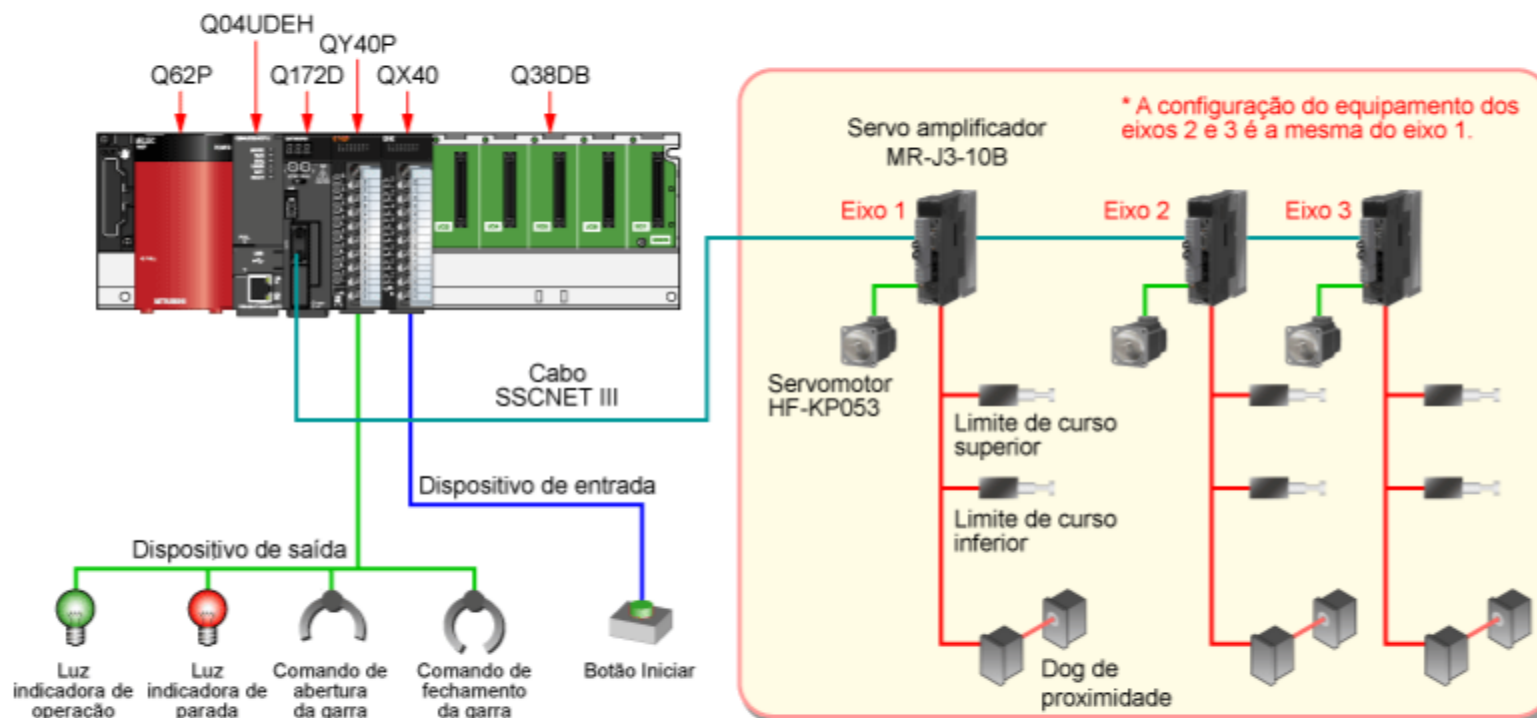 Q04UDEH
QY40P
Q62P
Q172D
QX40
Q38DB
* A configuração do equipamento dos
eixos 2 e 3 é a mesma do eixo 1.
Servo amplificador
MR-J3-10B
Eixo 1
Eixo 2
Eixo 3
Cabo
SSCNET III
Servomotor
HF-KP053
Limite de curso
superior
Dispositivo de entrada
Limite de curso
inferior
Dispositivo de saída
Luz
indicadora de
operação
Luz
indicadora de
parada
Comando de
abertura
da garra
Comando de
fechamento
da garra
Botão Iniciar
Dog de
proximidade